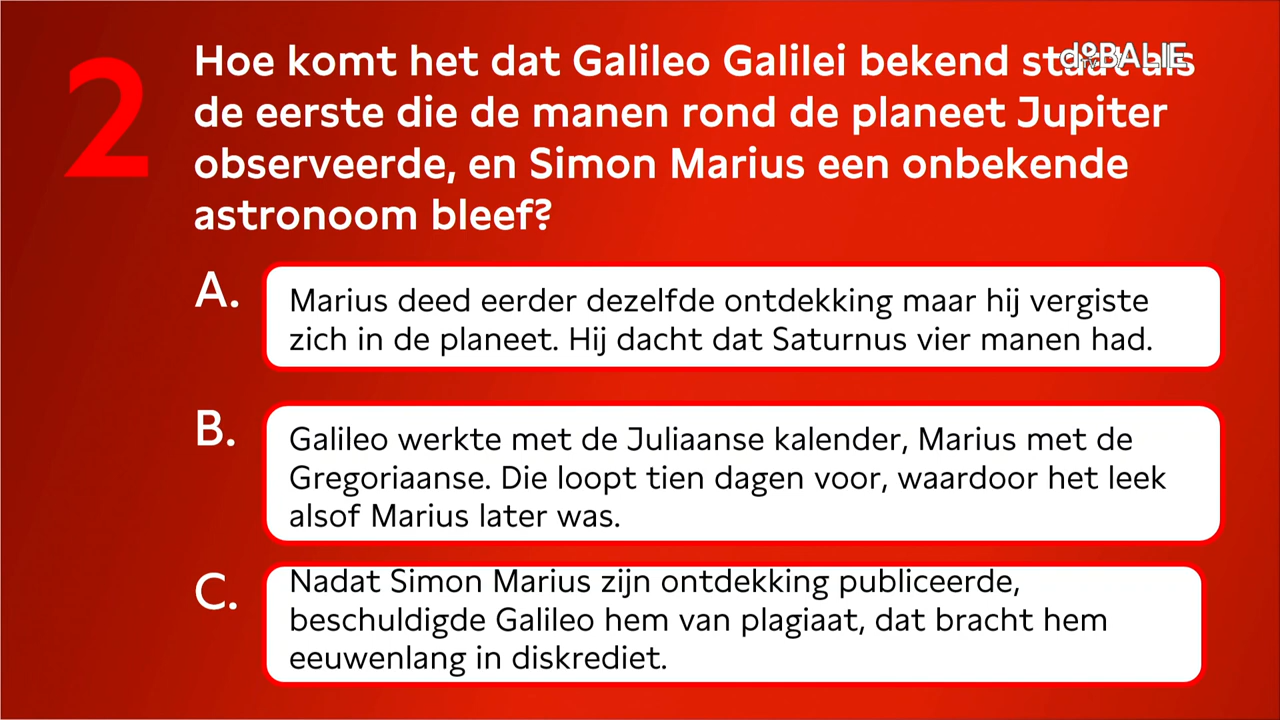 2
Hoe komt het dat Galileo Galilei bekend staat als
de eerste die de manen rond de planeet Jupiter
observeerde, en Simon Marius een onbekende
astronoom bleef?
A.
Marius deed eerder dezelfde ontdekking maar hij vergiste
zich in de planeet. Hij dacht dat Saturnus vier manen had.
B.
Galileo werkte met de Juliaanse kalender, Marius met de
Gregoriaanse. Die loopt tien dagen voor, waardoor het leek
alsof Marius later was.
C.
Nadat Simon Marius zijn ontdekking publiceerde,
beschuldigde Galileo hem van plagiaat, dat bracht hem
eeuwenlang in diskrediet.
de BALIE TV